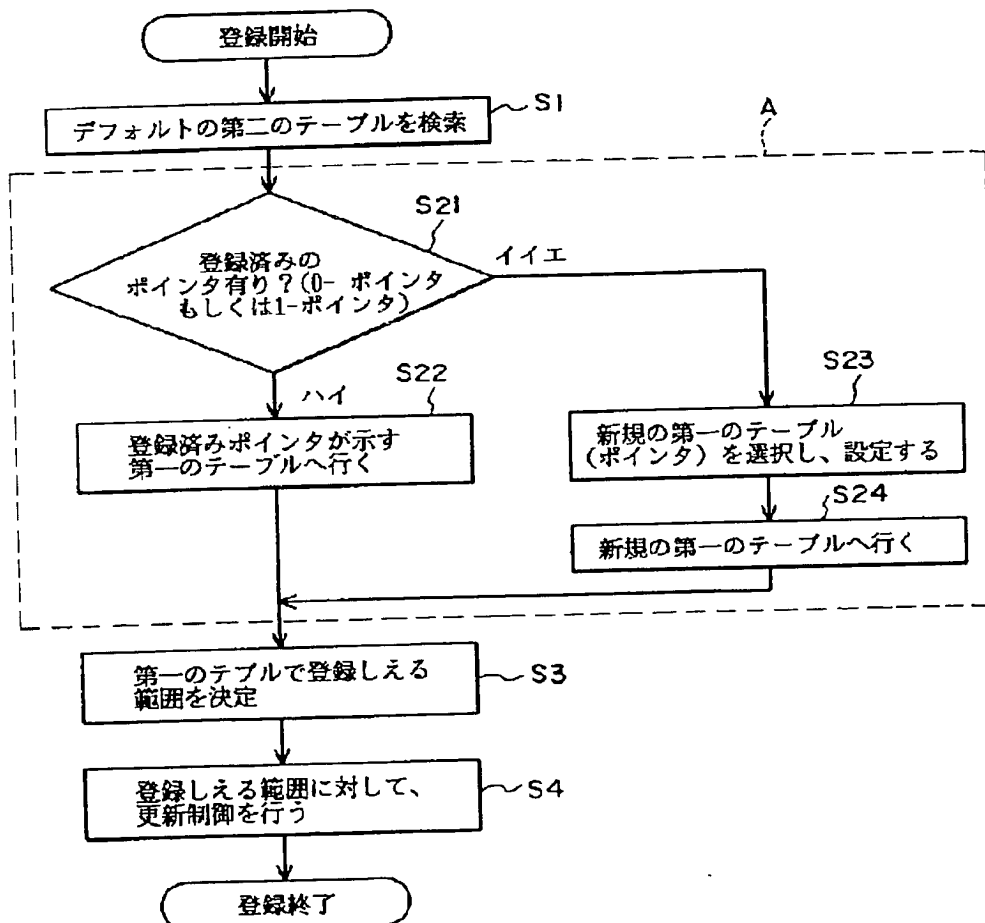 登録開始
デフォルトの第二のテーブルを検索
S1
A
S21
登録済みの
ポインタ有り?(0- ポインタ
もしくは1-ポインタ)
イイエ
ハイ
S22
登録済みポインタが示す
第一のテーブルへ行く
S23
新規の第一のテーブル
(ポインタ)を選択し、設定する
S24
新規の第一のテーブルへ行く
第一のテブルで登録しえる
範囲を決定
S3
登録しえる範囲に対して、
更新制御を行う
S4
登録終了